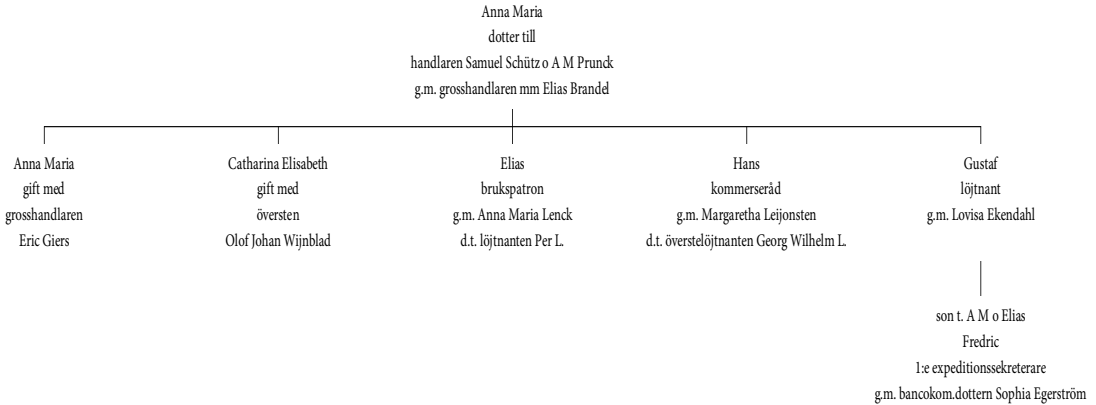 Anna Maria
dotter till
handlaren Samuel Schütz o A M Prunck
g.m. grosshandlaren mm Elias Brandel
Anna Maria
gift med
grosshandlaren
Eric Giers
Catharina Elisabeth
gift med
översten
Olof Johan Wijnblad
Elias
brukspatron
g.m. Anna Maria Lenck
d.t. löjtnanten Per L.
Hans
kommerseråd
g.m. Margaretha Leijonsten
d.t. överstelöjtnanten Georg Wilhelm L.
Gustaf
löjtnant
g.m. Lovisa Ekendahl
son t. A M o Elias
Fredric
1:e expeditionssekreterare
g.m. bancokom.dottern Sophia Egerström